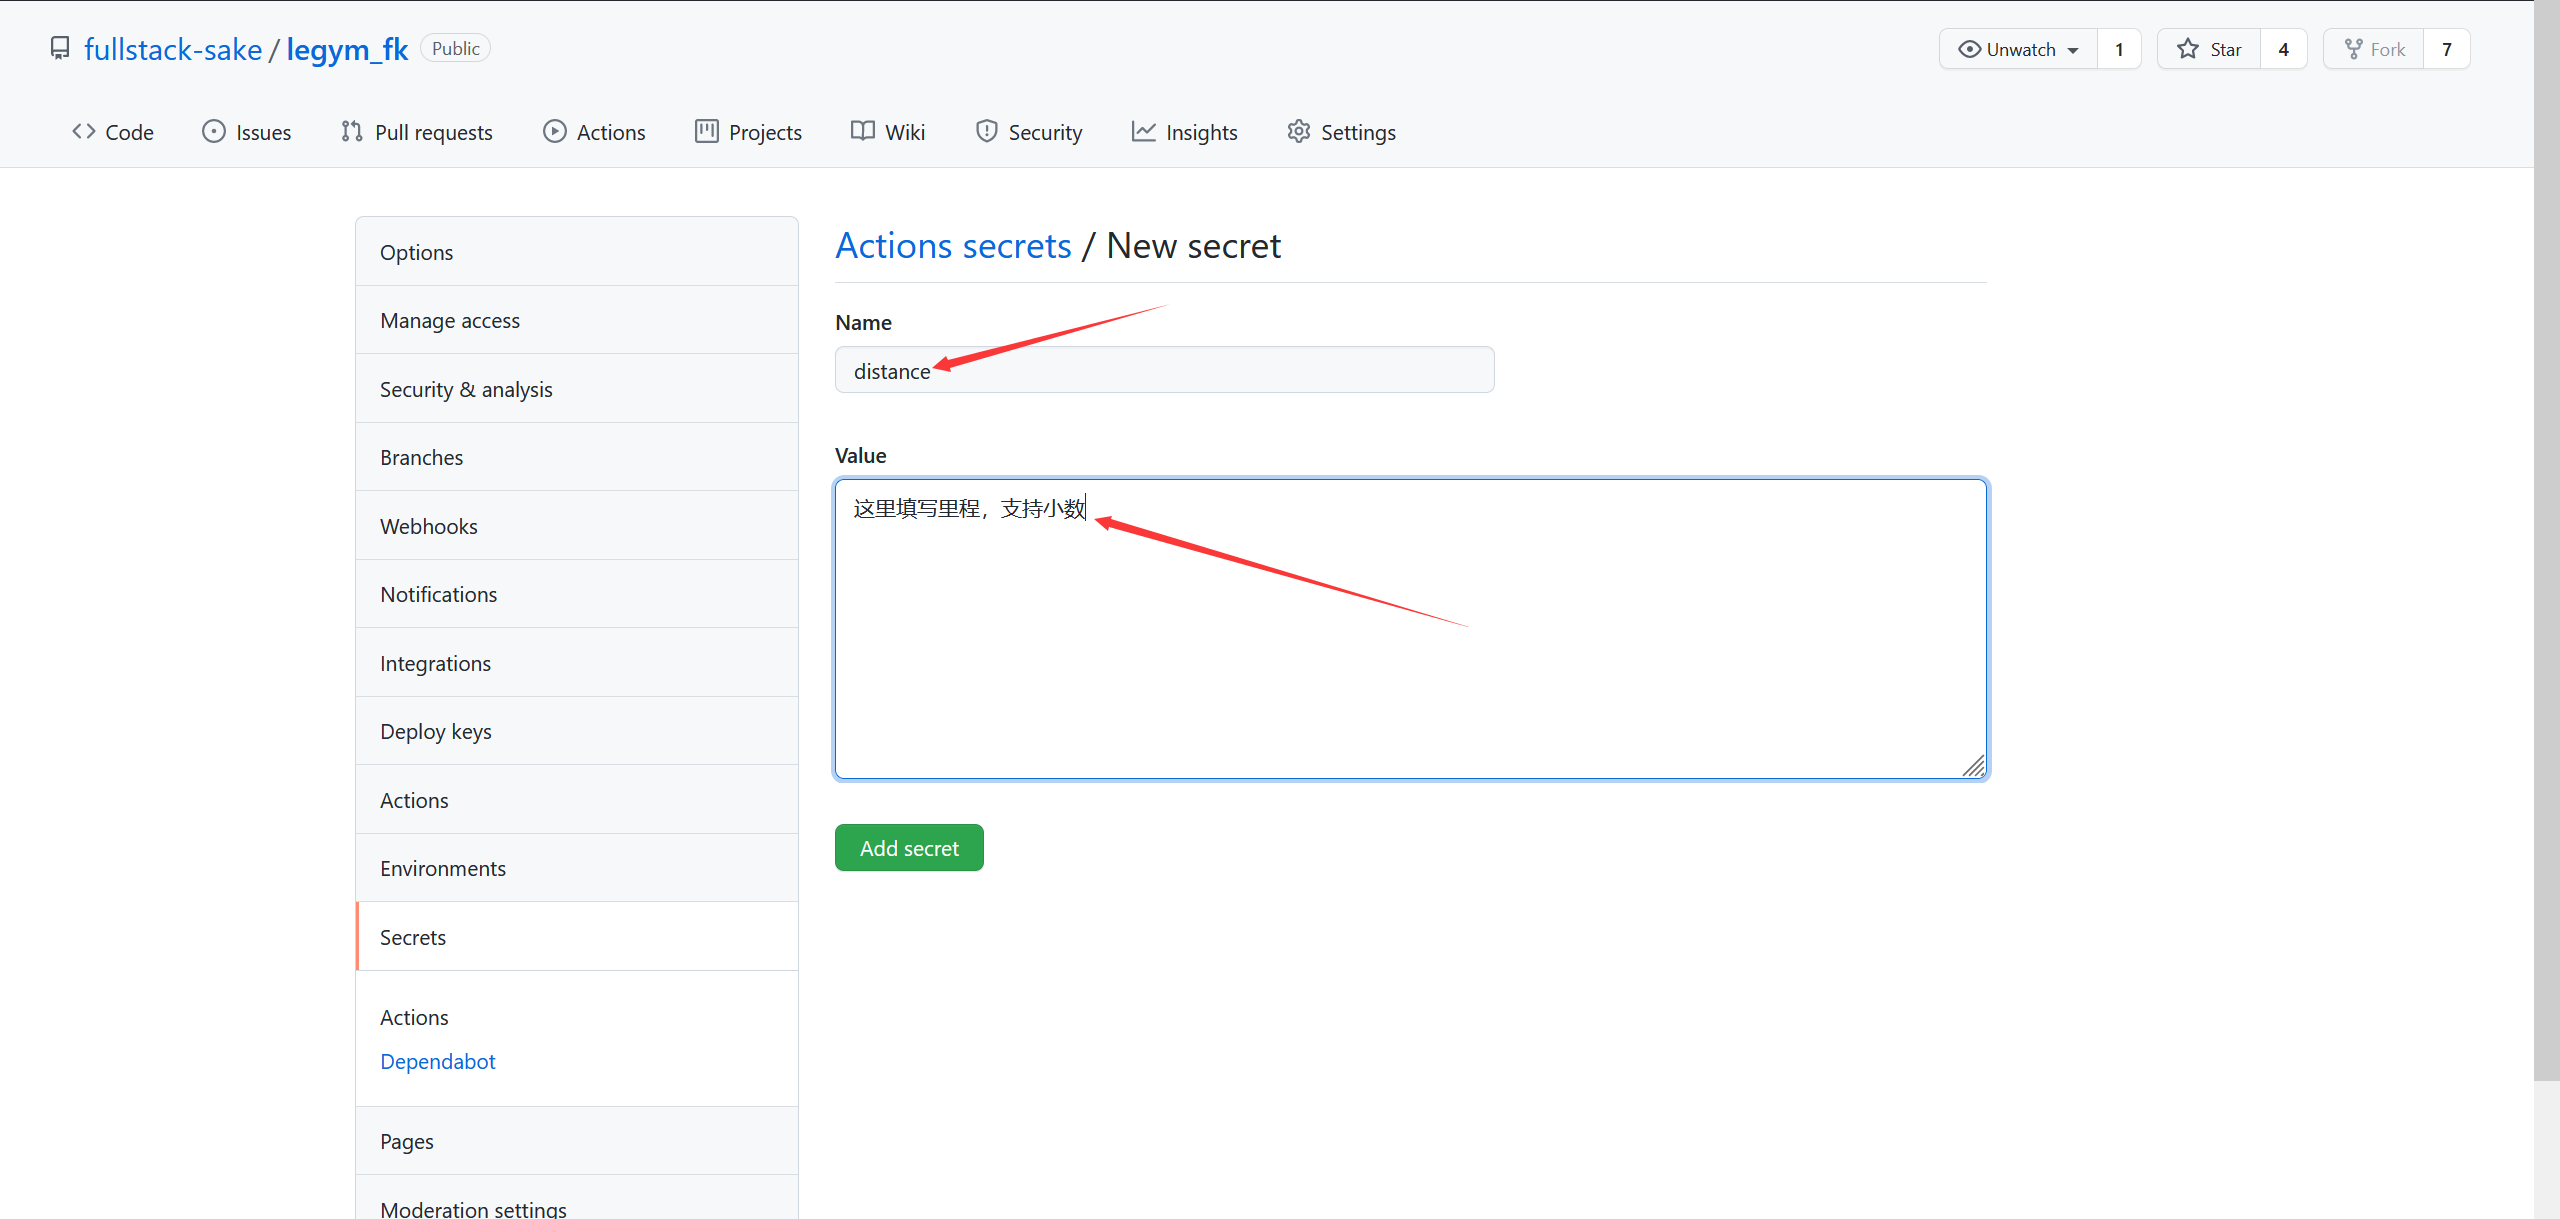 fullstack-sake / legym_fk Public
Unwatch 1 Star 4 Fork 7
Code Issues Pull requests Actions Projects Wiki Security Insights Settings
Options
Manage access
Security & analysis
Branches
Webhooks
Notifications
Integrations
Deploy keys
Actions
Environments
Secrets
Actions
Dependabot
Pages
Moderation settings
Actions secrets / New secret
Name
distance
Value
这里填写里程，支持小数
Add secret